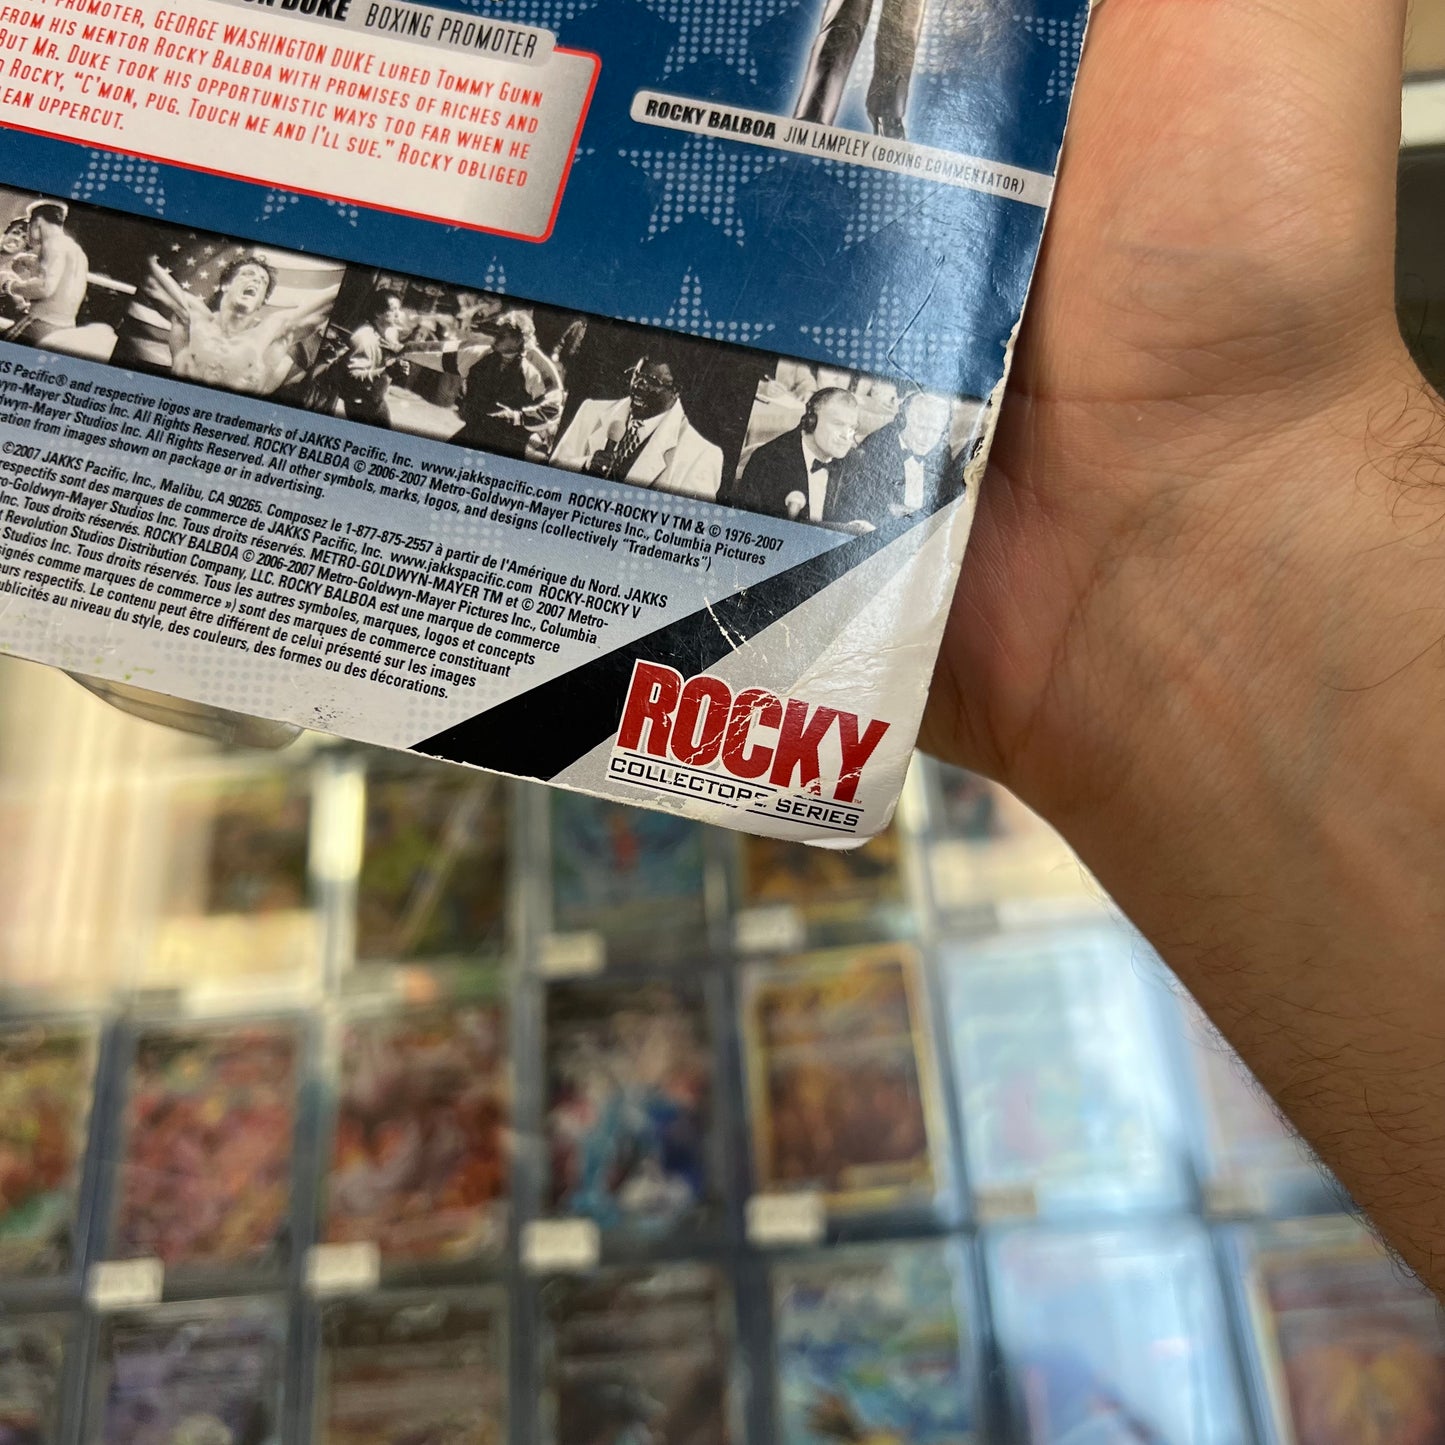 DUKE BOXING PROMOTER
PROMOTER, GEORGE WASHINGTON DUKE LURED TOMMY GUNN
FROM HIS MENTOR ROCKY BALBOA WITH PROMISES OF RICHES AND
BUT MR. DUKE TOOK HIS OPPORTUNISTIC WAYS TOO FAR WHEN HE
ROCKY, “C’MON, PUG. TOUCH ME AND I’LL SUE.” ROCKY OBLIGED
UPPERCUT.
ROCKY BALBOA JIM LAMPLEY (BOXING COMMENTATOR)
Pacific® and respective logos are trademarks of JAKKS Pacific, Inc. www.jakkspacific.com ROCKY-ROCKY V TM & © 1976-2007
-Mayer Studios Inc. All Rights Reserved. ROCKY BALBOA © 2006-2007 Metro-Goldwyn-Mayer Pictures Inc., Columbia Pictures
-Mayer Studios Inc. All Rights Reserved. All other symbols, marks, logos, and designs (collectively “Trademarks”)
from images shown on package or in advertising.
©2007 JAKKS Pacific, Inc., Malibu, CA 90265. Composez le 1-877-875-2557 à partir de l’Amérique du Nord. JAKKS
respectifs sont des marques de commerce de JAKKS Pacific, Inc. www.jakkspacific.com ROCKY-ROCKY V
-Goldwyn-Mayer Studios Inc. Tous droits réservés. METRO-GOLDWYN-MAYER TM et © 2007 Metro-
Inc. Tous droits réservés. ROCKY BALBOA © 2006-2007 Metro-Goldwyn-Mayer Pictures Inc., Columbia
Revolution Studios Distribution Company, LLC. ROCKY BALBOA est une marque de commerce
Studios Inc. Tous droits réservés. Tous les autres symboles, marques, logos et concepts
comme marques de commerce ») sont des marques de commerce constituant
respectifs. Le contenu peut être différent de celui présenté sur les images
au niveau du style, des couleurs, des formes ou des décorations.
ROCKY
COLLECTORS SERIES